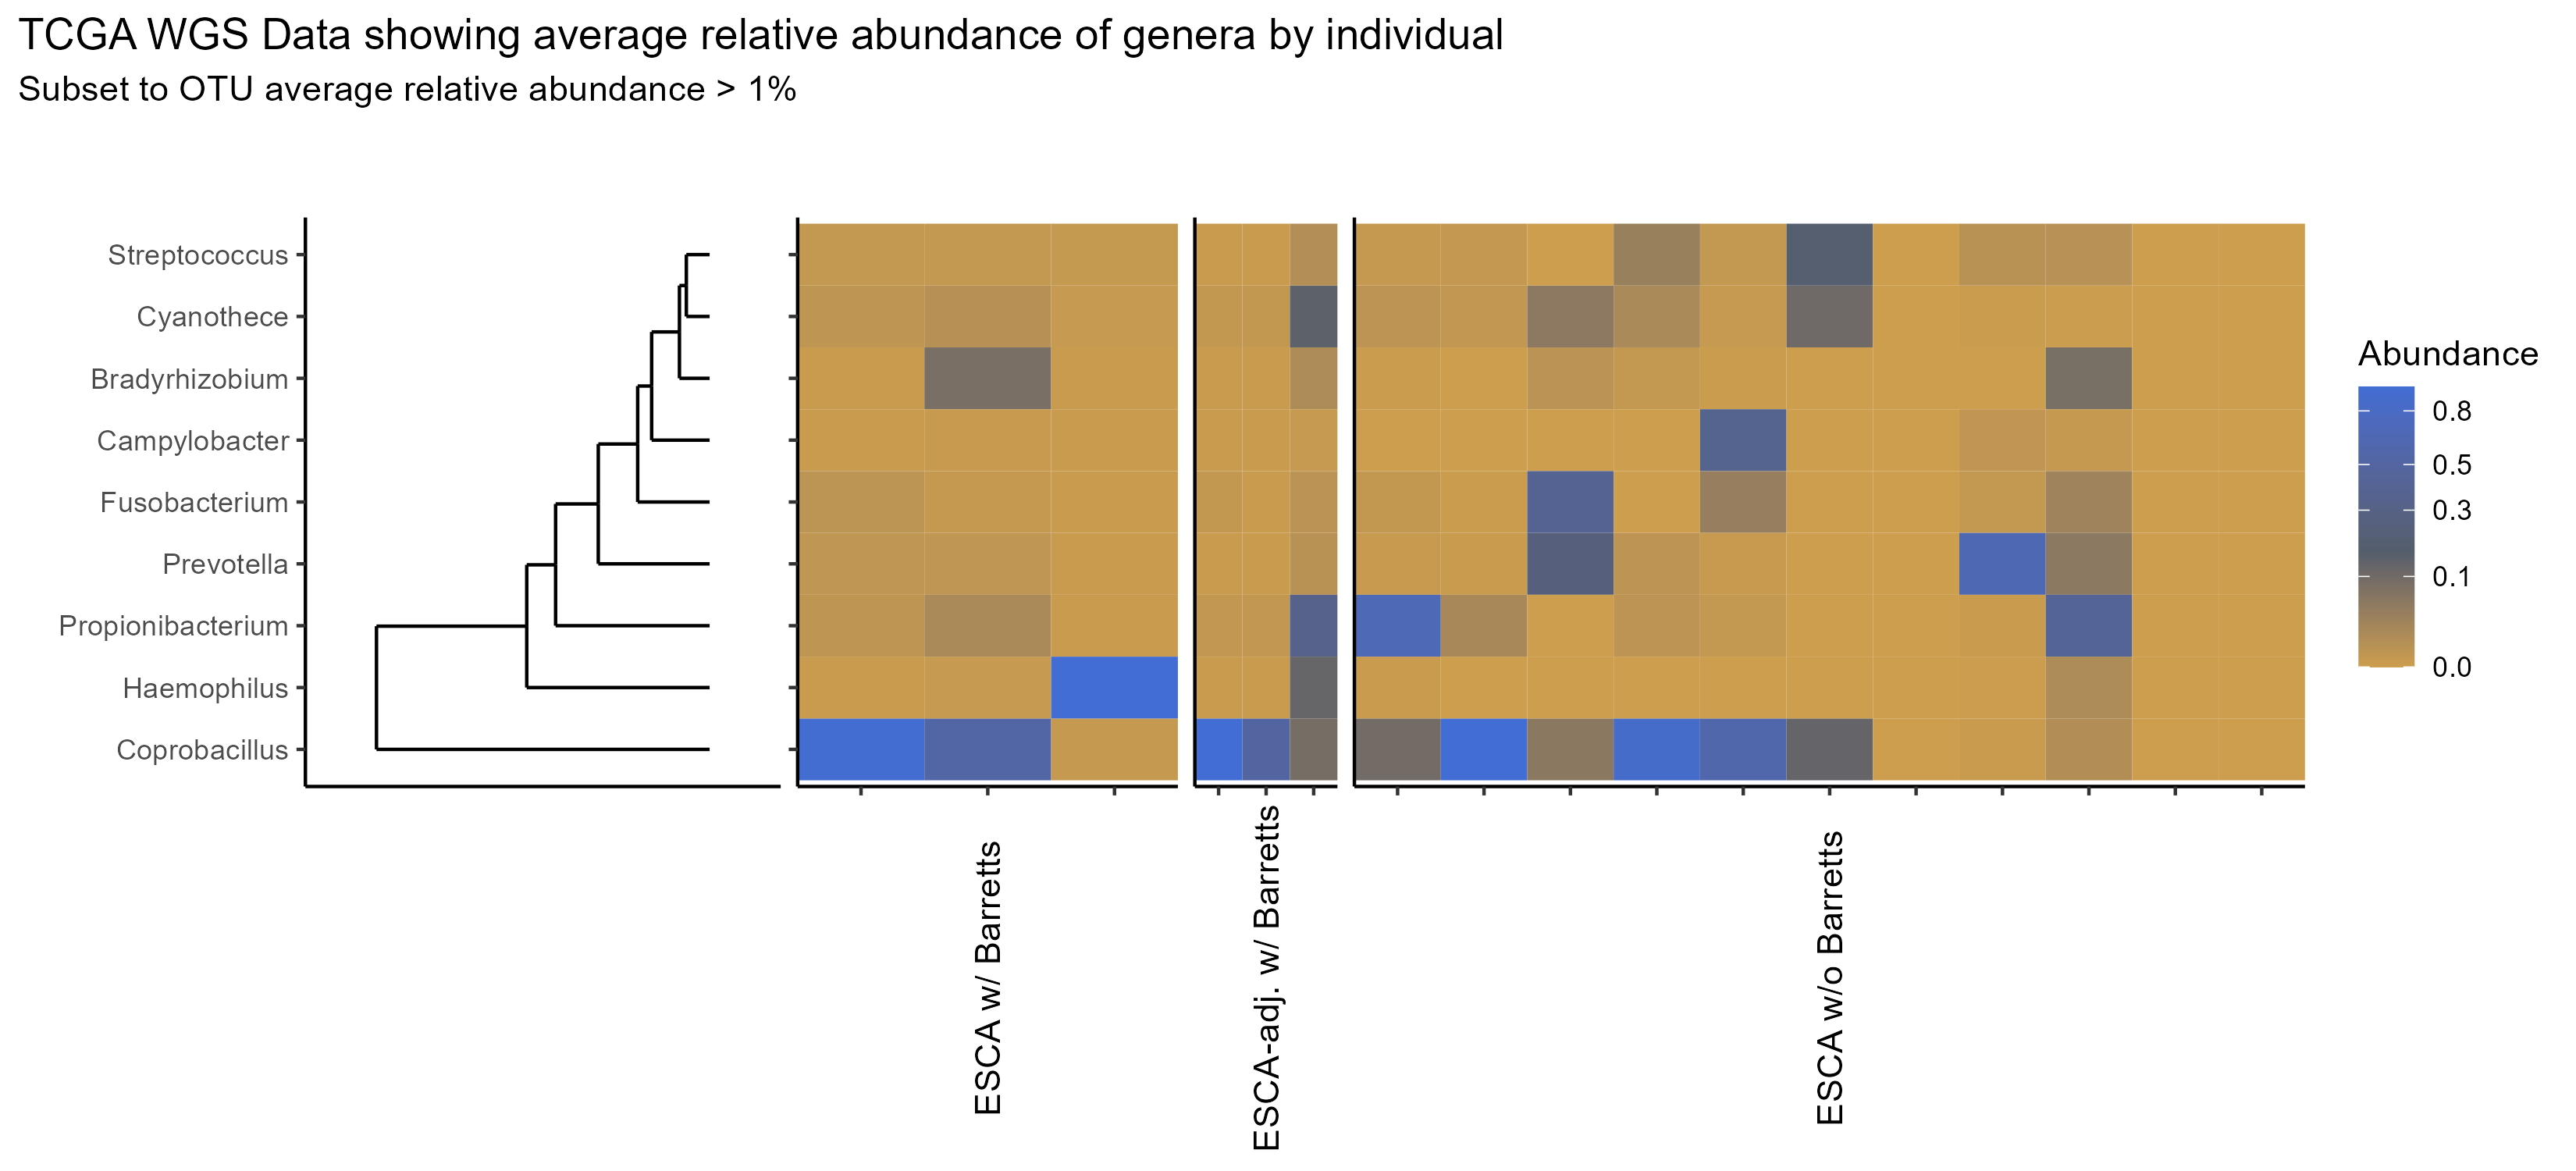 TCGA WGS Data showing average relative abundance of genera by individual
Subset to OTU average relative abundance > 1%
Streptococcus
Cyanothece
Bradyrhizobium
Campylobacter
Fusobacterium
Prevotella
Propionibacterium
Haemophilus
Coprobacillus
ESCA w/ Barretts
ESCA-adj. w/ Barretts
ESCA w/o Barretts
Abundance
0.8
0.5
0.3
0.1
0.0